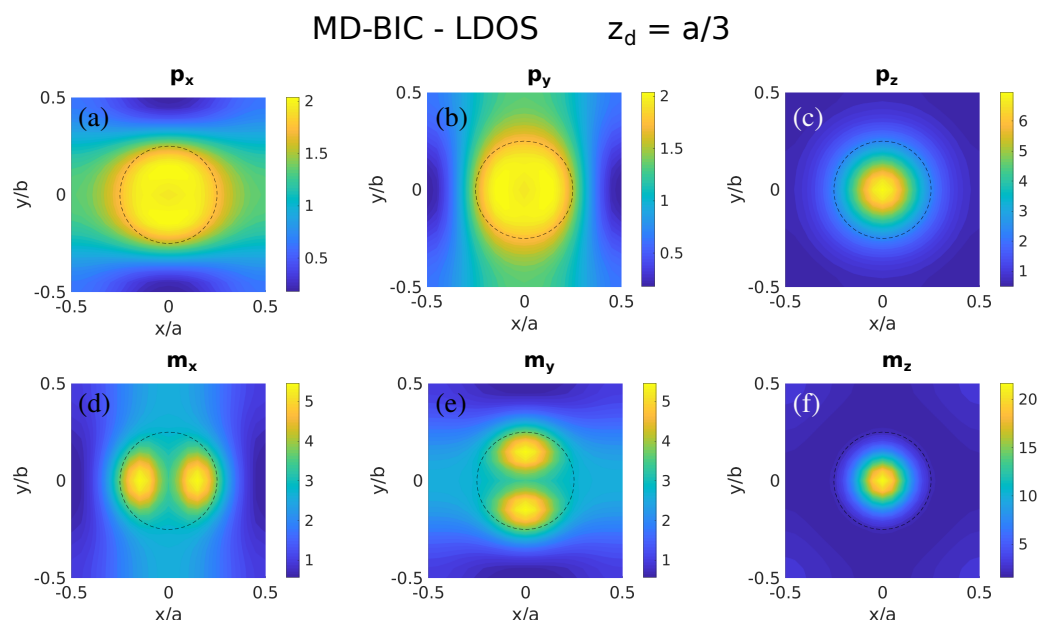 MD-BIC - LDOS z_d = a/3
p_x p_y p_z
(a) (b) (c)
0.5 0 -0.5
y/b
-0.5 0 0.5
x/a
2 1.5 1 0.5
0.5 0 -0.5
y/b
-0.5 0 0.5
x/a
2 1.5 1 0.5
0.5 0 -0.5
y/b
-0.5 0 0.5
x/a
6 5 4 3 2 1
m_x m_y m_z
(d) (e) (f)
0.5 0 -0.5
y/b
-0.5 0 0.5
x/a
5 4 3 2 1
0.5 0 -0.5
y/b
-0.5 0 0.5
x/a
5 4 3 2 1
0.5 0 -0.5
y/b
-0.5 0 0.5
x/a
20 15 10 5